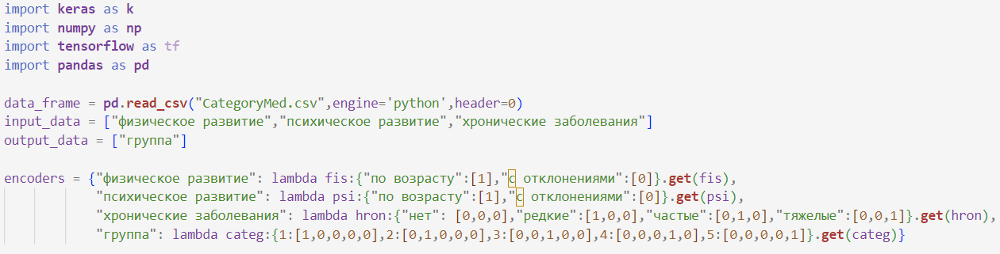 import keras as k
import numpy as np
import tensorflow as tf
import pandas as pd
data_frame = pd.read_csv("CategoryMed.csv",engine='python',header=0)
input_data = ["физическое развитие","психическое развитие","хронические заболевания"]
output_data = ["группа"]
encoders = {"физическое развитие": lambda fis:{"по возрасту":[1],"с отклонениями":[0]}.get(fis),
"психическое развитие": lambda psi:{"по возрасту":[1],"с отклонениями":[0]}.get(psi),
"хронические заболевания": lambda hron:{"нет": [0,0,0],"редкие":[1,0,0],"частые":[0,1,0],"тяжелые":[0,0,1]}.get(hron),
"группа": lambda categ:{1:[1,0,0,0,0],2:[0,1,0,0,0],3:[0,0,1,0,0],4:[0,0,0,1,0],5:[0,0,0,0,1]}.get(categ)}